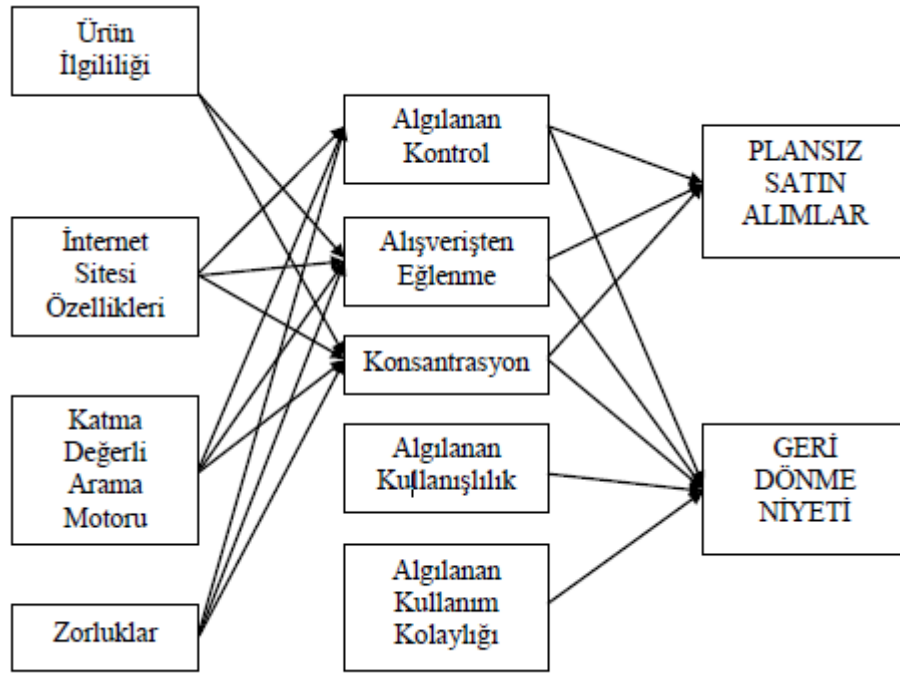 Ürün
İlgililiği
İnternet
Sitesi
Özellikleri
Katma
Değerli
Arama
Motoru
Zorluklar
Algılanan
Kontrol
Alışverişten
Eğlenme
Konsantrasyon
Algılanan
Kullanışlılık
Algılanan
Kullanım
Kolaylığı
PLANSIZ
SATIN
ALIMLAR
GERİ
DÖNME
NİYETİ